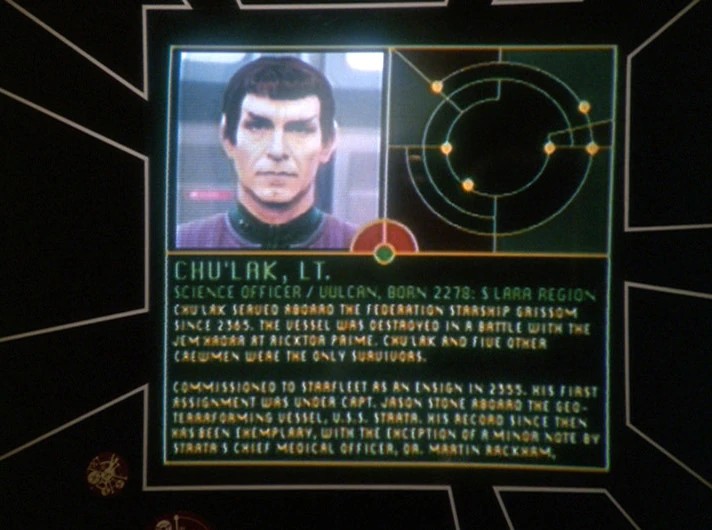 CHU'LAK, LT.
SCIENCE OFFICER / VULCAN, BORN 2278: S'LARA REGION
CHU'LAK SERVED ABOARD THE FEDERATION STARSHIP GRISSOM
SINCE 2365. THE VESSEL WAS DESTROYED IN A BATTLE WITH THE
JEM'HADAR AT RICKTOR PRIME. CHU'LAK AND FIVE OTHER
CREWMEN WERE THE ONLY SURVIVORS.
COMMISSIONED TO STARFLEET AS AN ENSIGN IN 2355. HIS FIRST
ASSIGNMENT WAS UNDER CAPT. JASON STONE ABOARD THE GEO-
TERRAFORMING VESSEL, U.S.S. STRATA. HIS RECORD SINCE THEN
HAS BEEN EXEMPLARY, WITH THE EXCEPTION OF A MINOR NOTE BY
STRATA'S CHIEF MEDICAL OFFICER, DR. MARTIN RACKHAM,